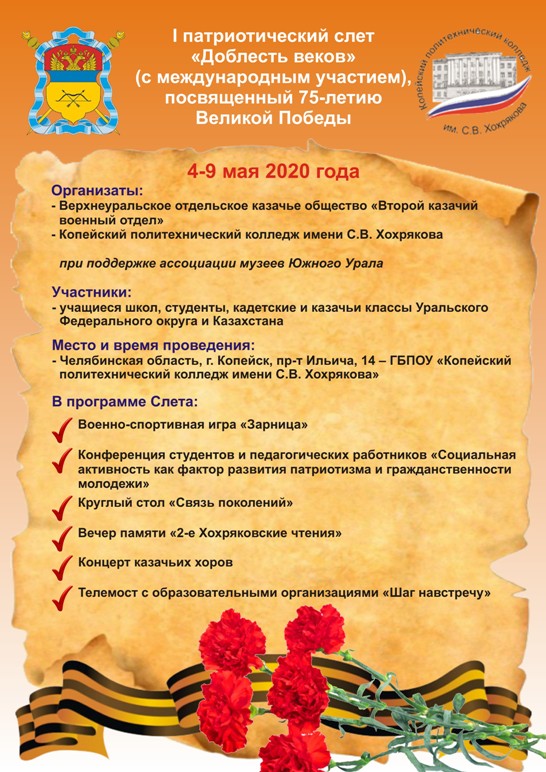 I патриотический слет
«Доблесть веков»
(с международным участием),
посвященный 75-летию
Великой Победы
Копейский политехнический колледж
им. С.В. Хохрякова
4-9 мая 2020 года
Организаты:
- Верхнеуральское отдельское казачье общество «Второй казачий
военный отдел»
- Копейский политехнический колледж имени С.В. Хохрякова
при поддержке ассоциации музеев Южного Урала
Участники:
- учащиеся школ, студенты, кадетские и казачьи классы Уральского
Федерального округа и Казахстана
Место и время проведения:
- Челябинская область, г. Копейск, пр-т Ильича, 14 – ГБПОУ «Копейский
политехнический колледж имени С.В. Хохрякова»
В программе Слета:
Военно-спортивная игра «Зарница»
Конференция студентов и педагогических работников «Социальная
активность как фактор развития патриотизма и гражданственности
молодежи»
Круглый стол «Связь поколений»
Вечер памяти «2-е Хохряковские чтения»
Концерт казачьих хоров
Телемост с образовательными организациями «Шаг навстречу»